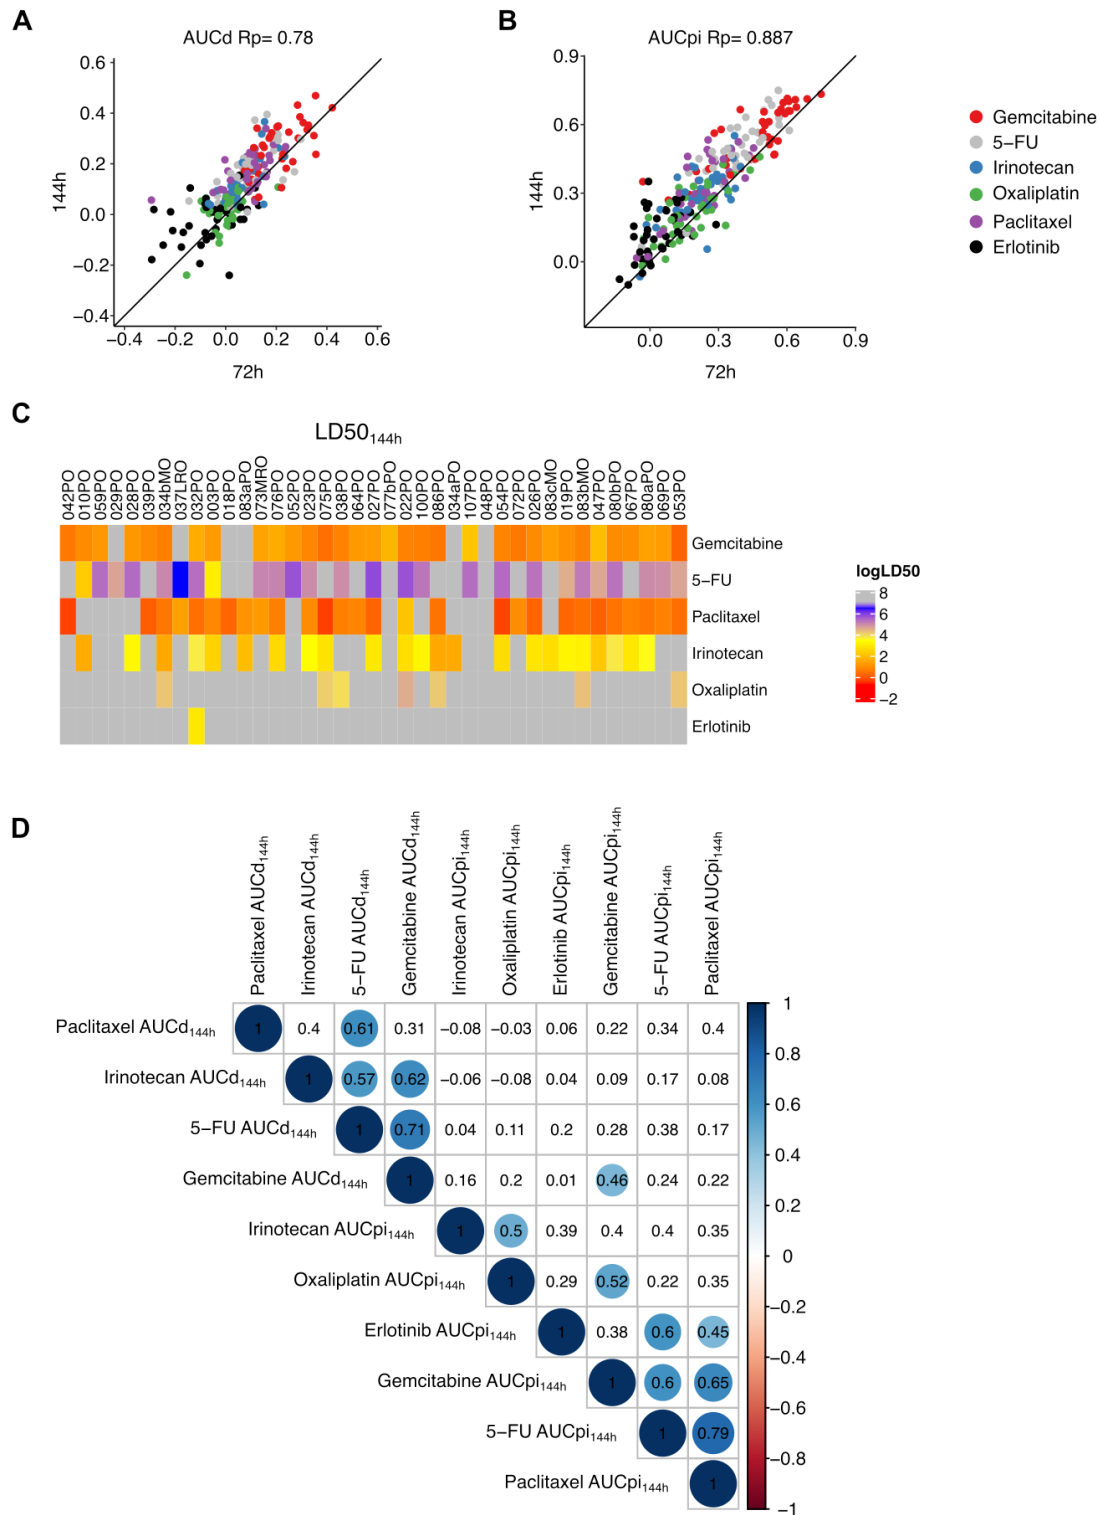 A
AUCd Rp= 0.78
0.6
0.4
0.2
0.0
−0.2
−0.4
144h
−0.4 −0.2 0.0 0.2 0.4 0.6
72h
B
AUCpi Rp= 0.887
0.9
0.6
0.3
0.0
144h
0.0 0.3 0.6 0.9
72h
Gemcitabine
5−FU
Irinotecan
Oxaliplatin
Paclitaxel
Erlotinib
C
LD50144h
042PO 010PO 059PO 029PO 028PO 039PO 034bMO 037LRO 032PO 003PO 018PO 083aPO 073MRO 076PO 052PO 023PO 075PO 038PO 064PO 027PO 077bPO 022PO 100PO 086PO 034aPO 107PO 048PO 054PO 072PO 026PO 083cMO 019PO 083bMO 047PO 080bPO 067PO 080aPO 069PO 053PO
Gemcitabine
5−FU
Paclitaxel
Irinotecan
Oxaliplatin
Erlotinib
logLD50
8
6
4
2
0
−2
D
Paclitaxel AUCd144h
Irinotecan AUCd144h
5−FU AUCd144h
Gemcitabine AUCd144h
Irinotecan AUCpi144h
Oxaliplatin AUCpi144h
Erlotinib AUCpi144h
Gemcitabine AUCpi144h
5−FU AUCpi144h
Paclitaxel AUCpi144h
Paclitaxel AUCd144h 1 0.4 0.61 0.31 −0.08 −0.03 0.06 0.22 0.34 0.4
Irinotecan AUCd144h 1 0.57 0.62 −0.06 −0.08 0.04 0.09 0.17 0.08
5−FU AUCd144h 1 0.71 0.04 0.11 0.2 0.28 0.38 0.17
Gemcitabine AUCd144h 1 0.16 0.2 0.01 0.46 0.24 0.22
Irinotecan AUCpi144h 1 0.5 0.39 0.4 0.4 0.35
Oxaliplatin AUCpi144h 1 0.29 0.52 0.22 0.35
Erlotinib AUCpi144h 1 0.38 0.6 0.45
Gemcitabine AUCpi144h 1 0.6 0.65
5−FU AUCpi144h 1 0.79
Paclitaxel AUCpi144h 1
1
0.8
0.6
0.4
0.2
0
−0.2
−0.4
−0.6
−0.8
−1